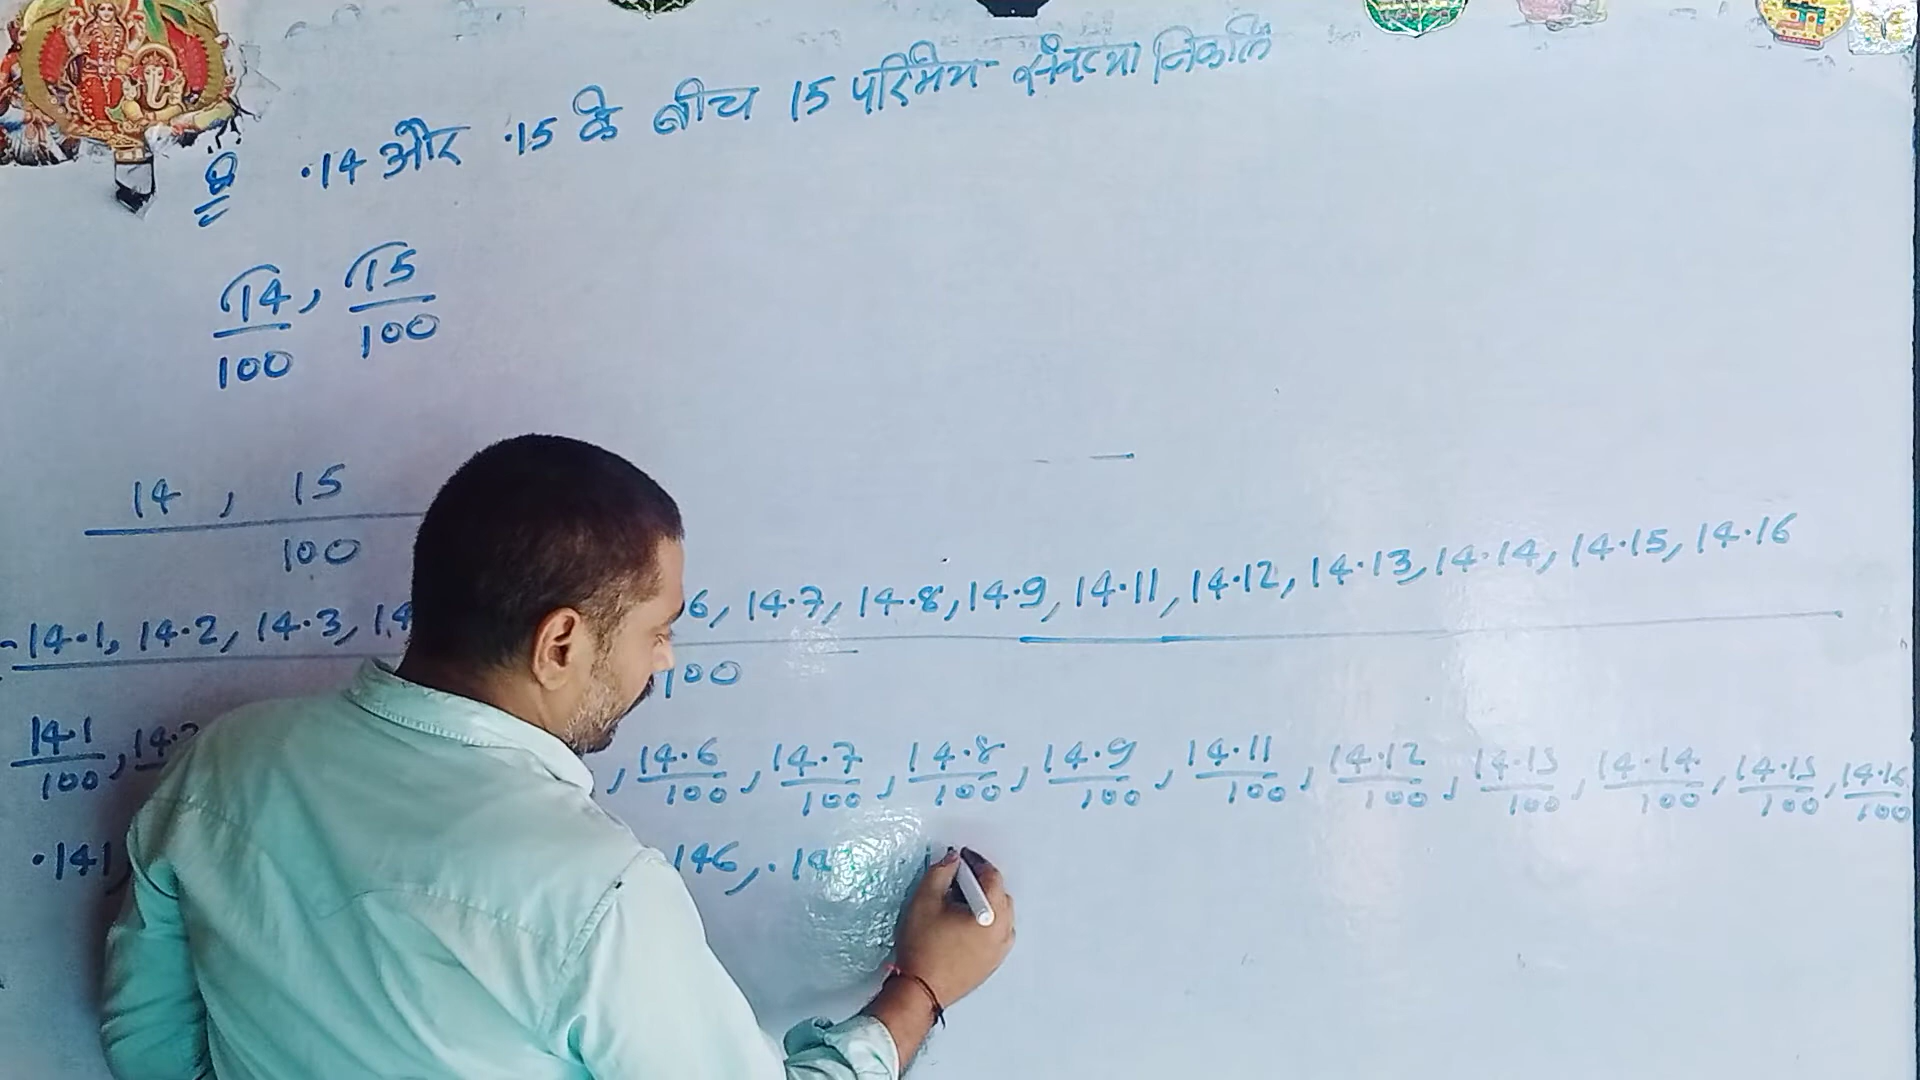 Q .14 और .15 के बीच 15 परिमेय संख्या निकालें
14/100, 15/100
14 , 15
100
14.1, 14.2, 14.3, 14 6, 14.7, 14.8, 14.9, 14.11, 14.12, 14.13, 14.14, 14.15, 14.16
100
14.1/100, 14.2 , 14.6/100, 14.7/100, 14.8/100, 14.9/100, 14.11/100, 14.12/100, 14.13/100, 14.14/100, 14.15/100, 14.16/100
.141, 146, .14